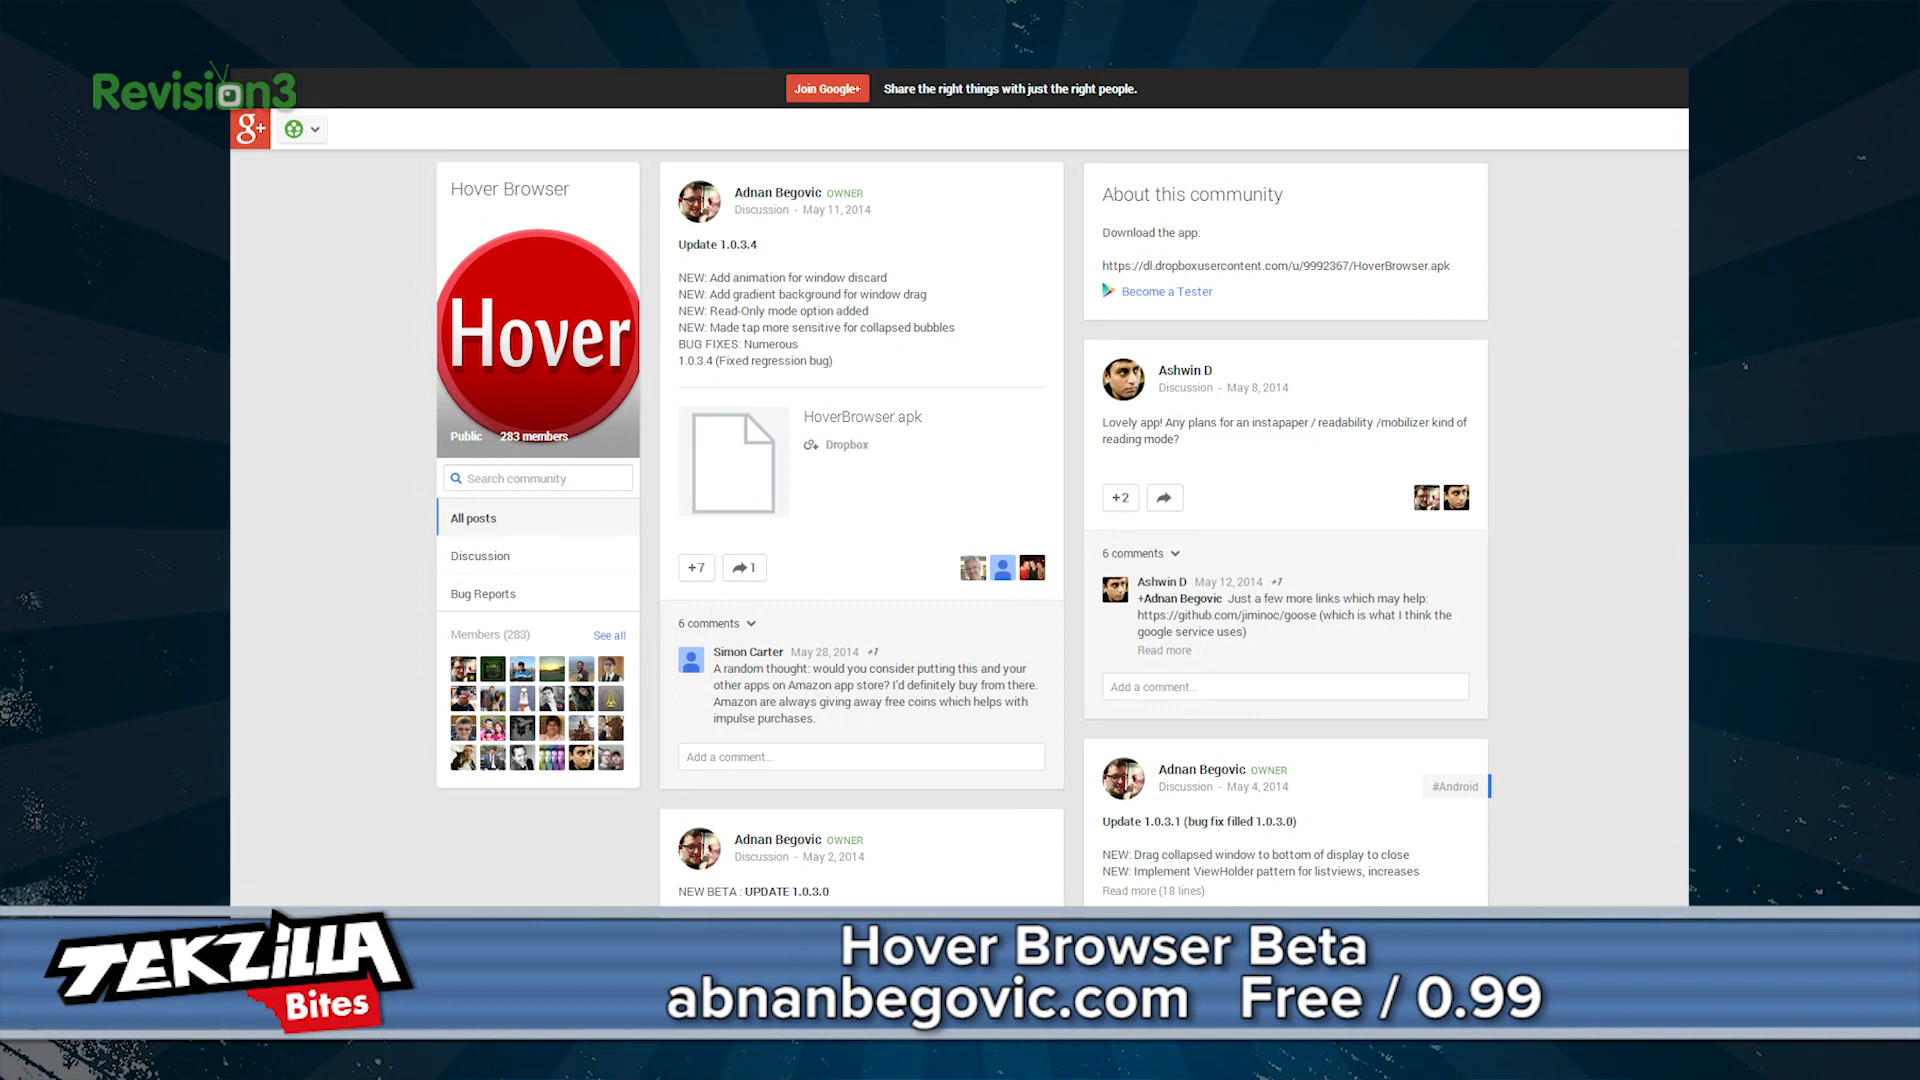 Revision3
Join Google+ Share the right things with just the right people.
g+
Hover Browser
Hover
Public 283 members
Search community
All posts
Discussion
Bug Reports
Members (283) See all
Adnan Begovic OWNER
Discussion - May 11, 2014
Update 1.0.3.4
NEW: Add animation for window discard
NEW: Add gradient background for window drag
NEW: Read-Only mode option added
NEW: Made tap more sensitive for collapsed bubbles
BUG FIXES: Numerous
1.0.3.4 (Fixed regression bug)
HoverBrowser.apk
Dropbox
+7 1
6 comments
Simon Carter May 28, 2014 +1
A random thought: would you consider putting this and your
other apps on Amazon app store? I'd definitely buy from there.
Amazon are always giving away free coins which helps with
impulse purchases.
Add a comment...
Adnan Begovic OWNER
Discussion - May 2, 2014
NEW BETA : UPDATE 1.0.3.0
About this community
Download the app:
https://dl.dropboxusercontent.com/u/9992367/HoverBrowser.apk
Become a Tester
Ashwin D
Discussion - May 8, 2014
Lovely app! Any plans for an instapaper / readability /mobilizer kind of
reading mode?
+2
6 comments
Ashwin D May 12, 2014 +1
+Adnan Begovic Just a few more links which may help:
https://github.com/jiminoc/goose (which is what I think the
google service uses)
Read more
Add a comment...
Adnan Begovic OWNER
Discussion - May 4, 2014
#Android
Update 1.0.3.1 (bug fix filled 1.0.3.0)
NEW: Drag collapsed window to bottom of display to close
NEW: Implement ViewHolder pattern for listviews, increases
Read more (18 lines)
TEKZILLA
Bites
Hover Browser Beta
abnanbegovic.com Free / 0.99